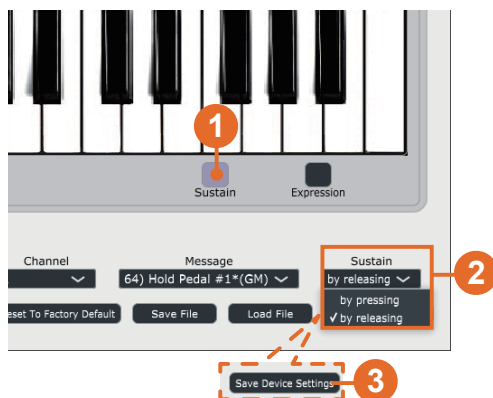 1
Sustain
Expression
Channel
Message
Sustain
64) Hold Pedal #1*(GM)
by releasing
2
by pressing
✓ by releasing
eset To Factory Default
Save File
Load File
Save Device Settings
3